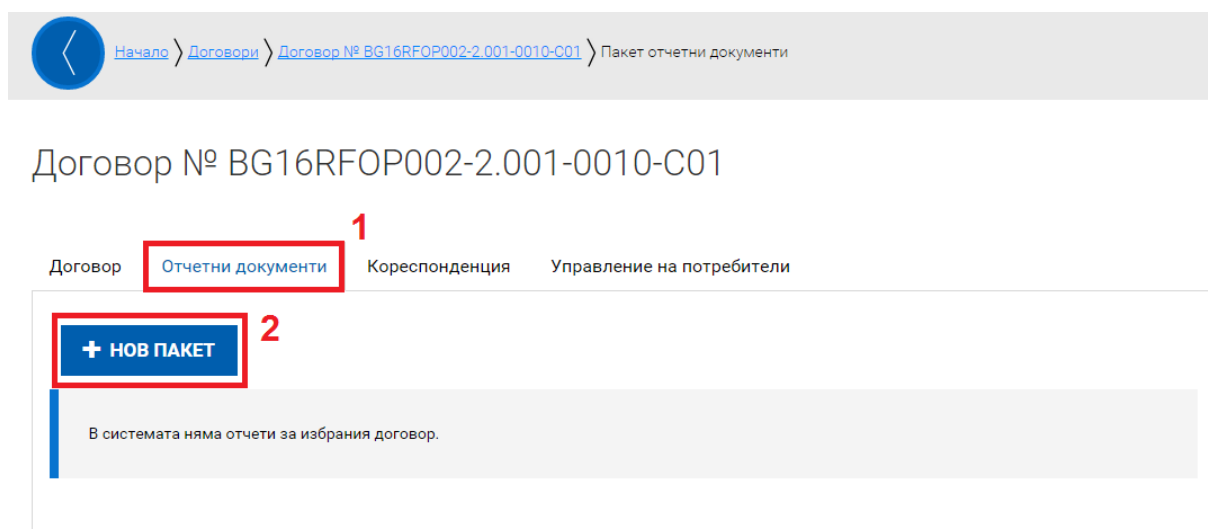 Начало 〉 Договори 〉 Договор № BG16RFOP002-2.001-0010-C01 〉 Пакет отчетни документи
Договор № BG16RFOP002-2.001-0010-C01
1
Договор Отчетни документи Кореспонденция Управление на потребители
2
+ НОВ ПАКЕТ
В системата няма отчети за избрания договор.